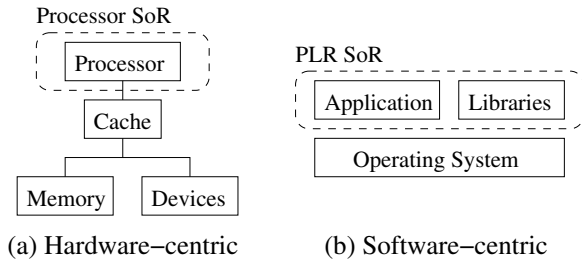 Processor SoR
Processor
Cache
Memory
Devices
(a) Hardware−centric
PLR SoR
Application
Libraries
Operating System
(b) Software−centric